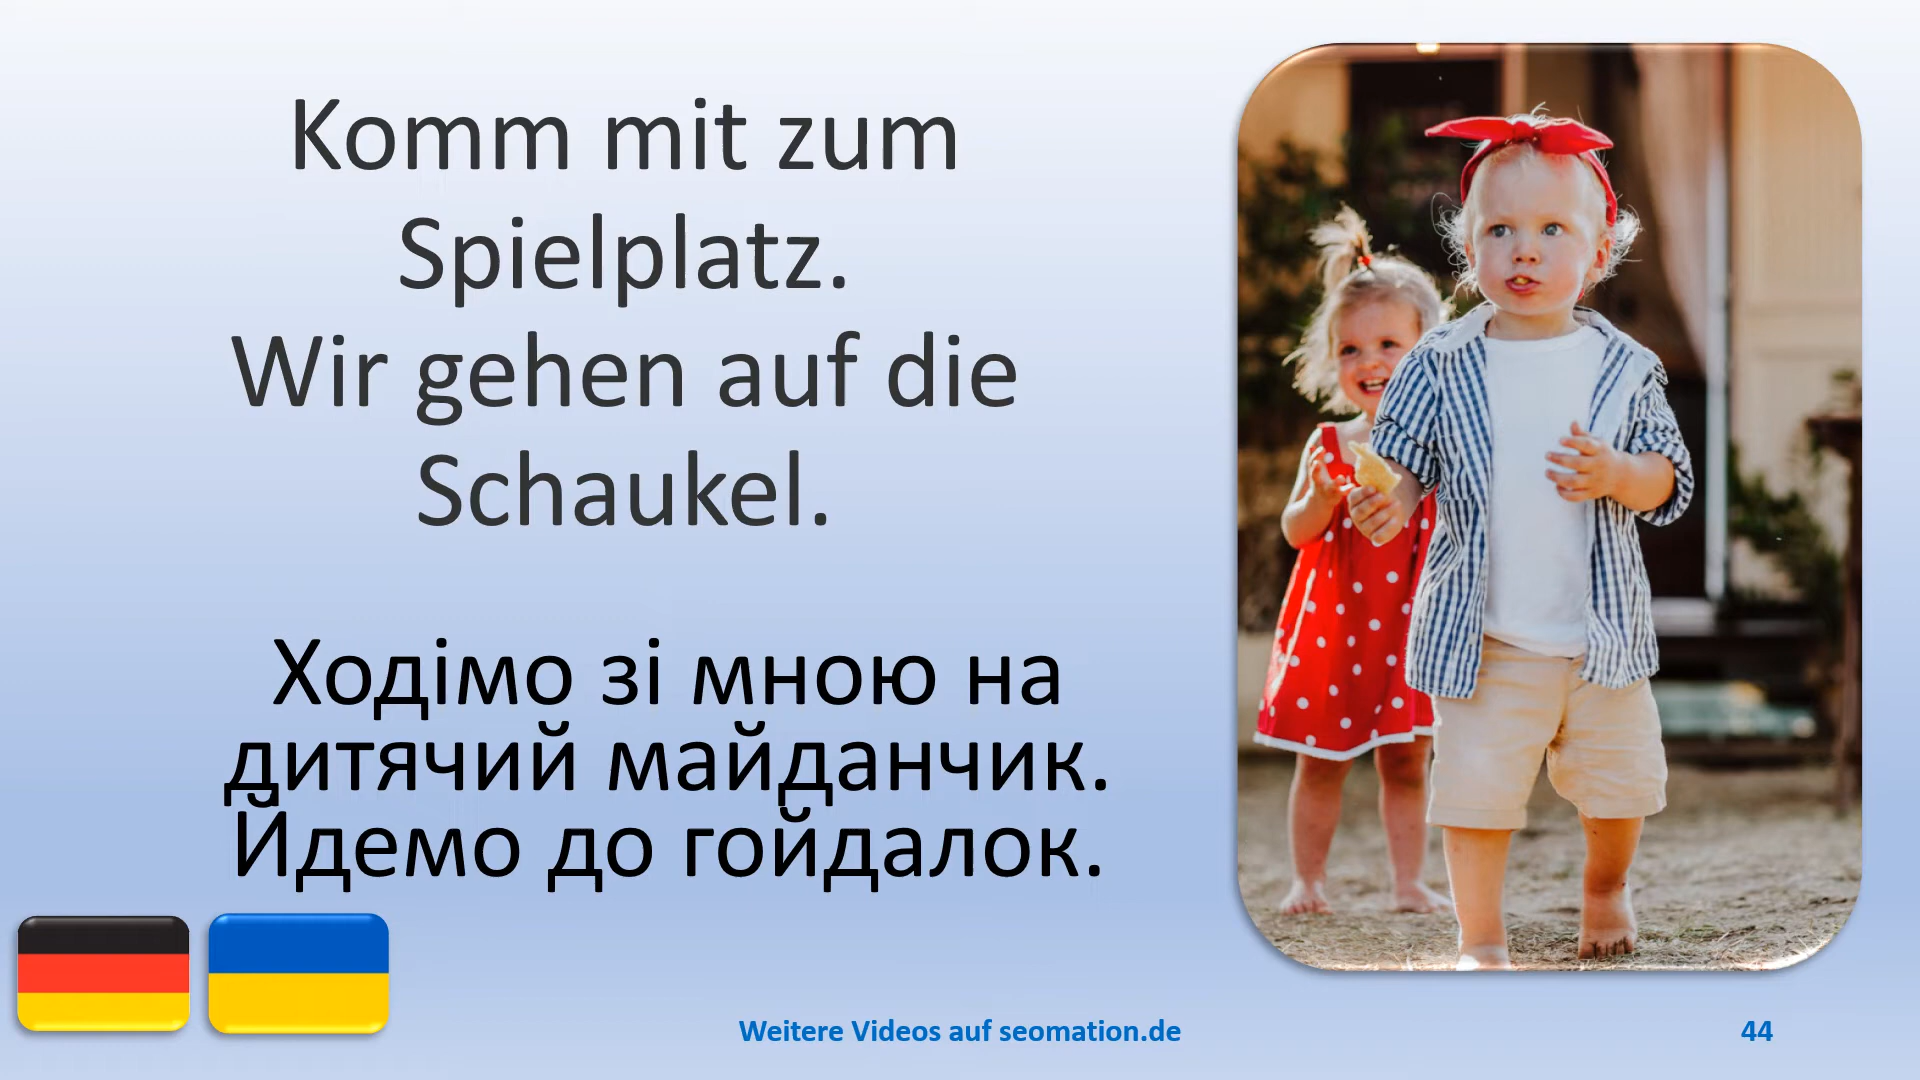 Komm mit zum
Spielplatz.
Wir gehen auf die
Schaukel.
Ходімо зі мною на
дитячий майданчик.
Йдемо до гойдалок.
Weitere Videos auf seomation.de
44